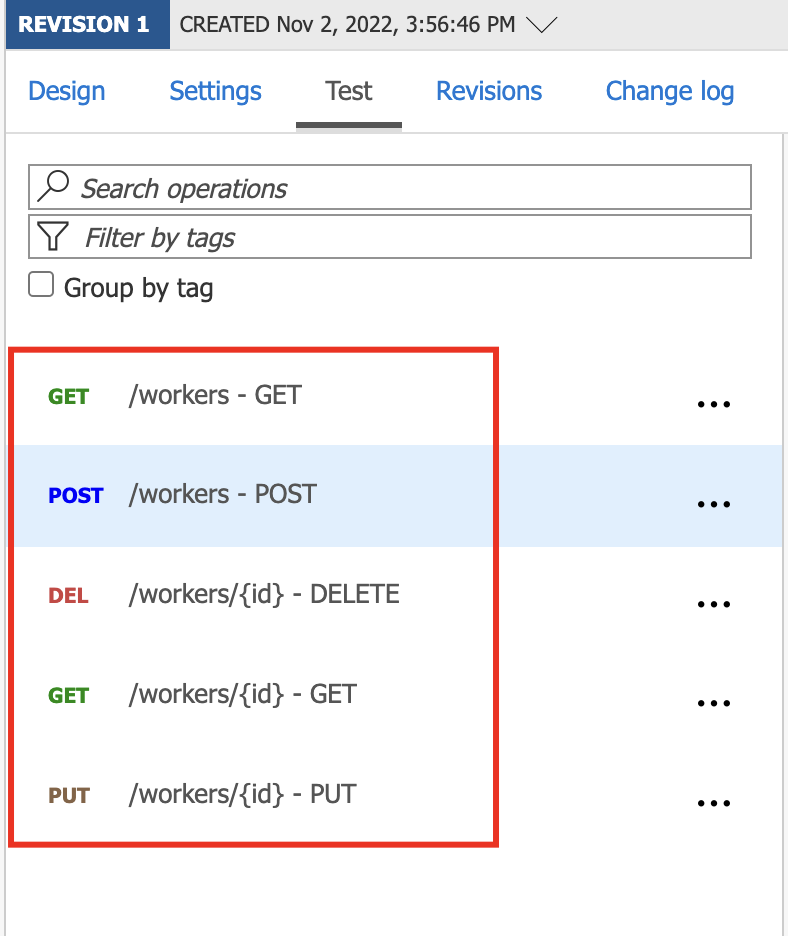 REVISION 1 CREATED Nov 2, 2022, 3:56:46 PM
Design Settings Test Revisions Change log
Search operations
Filter by tags
Group by tag
GET /workers - GET
POST /workers - POST
DEL /workers/{id} - DELETE
GET /workers/{id} - GET
PUT /workers/{id} - PUT